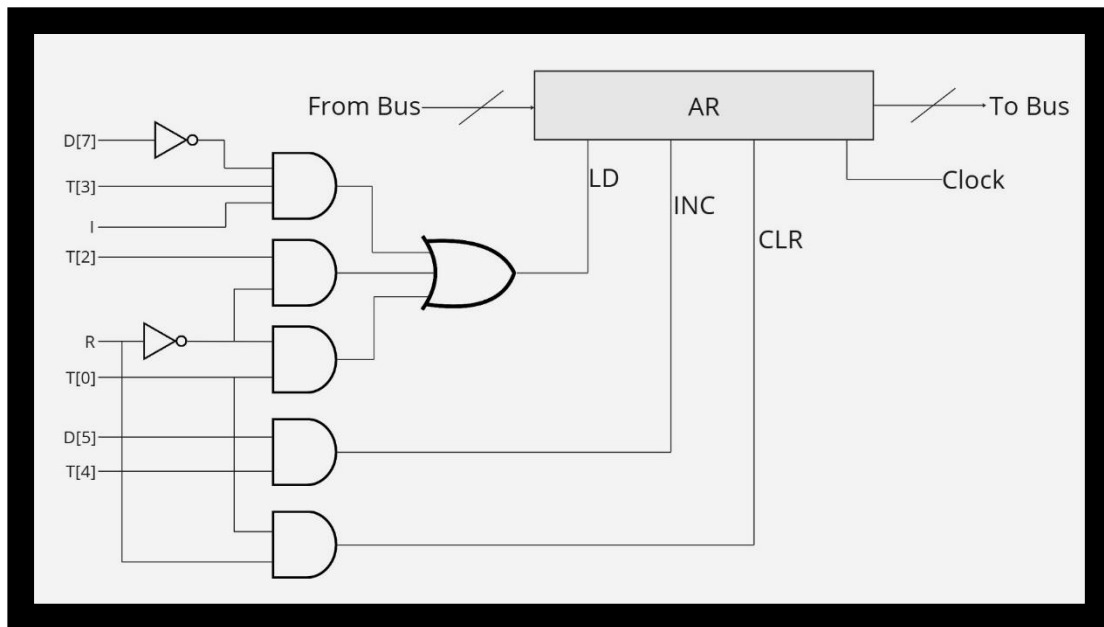 From Bus
AR
To Bus
D[7]
T[3]
I
T[2]
R
T[0]
D[5]
T[4]
LD
INC
CLR
Clock